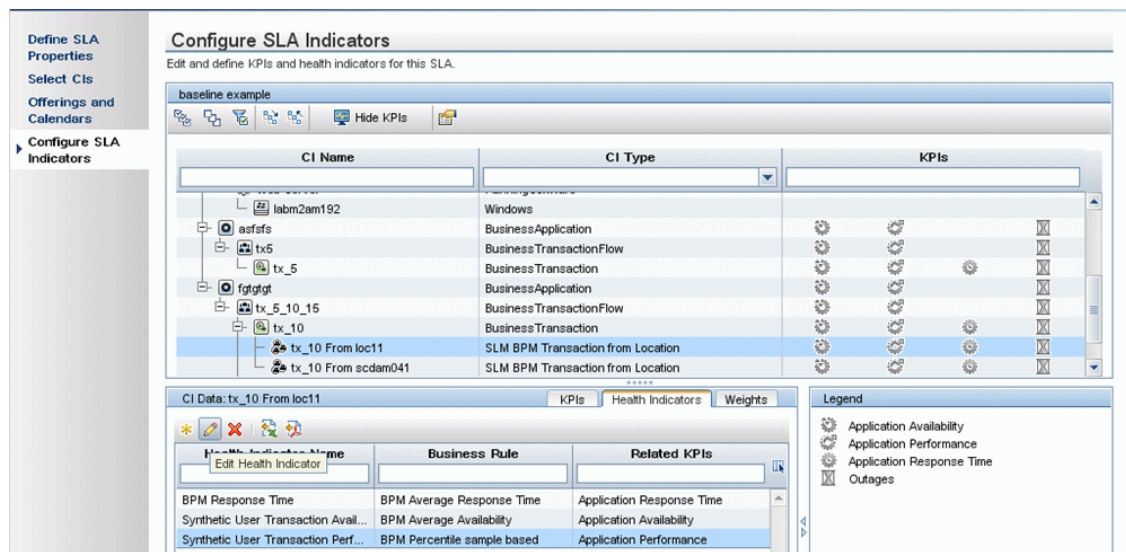 Define SLA
Properties
Select CIs
Offerings and
Calendars
Configure SLA
Indicators
Configure SLA Indicators
Edit and define KPIs and health indicators for this SLA.
baseline example
Hide KPIs
CI Name CI Type KPIs
labm2am192 Windows
asfsfs BusinessApplication
tx5 BusinessTransactionFlow
tx_5 BusinessTransaction
fgtgtgt BusinessApplication
tx_5_10_15 BusinessTransactionFlow
tx_10 BusinessTransaction
tx_10 From loc11 SLM BPM Transaction from Location
tx_10 From scdam041 SLM BPM Transaction from Location
CI Data: tx_10 From loc11 KPIs Health Indicators Weights
Name Business Rule Related KPIs
Edit Health Indicator
BPM Response Time BPM Average Response Time Application Response Time
Synthetic User Transaction Avail... BPM Average Availability Application Availability
Synthetic User Transaction Perf... BPM Percentile sample based Application Performance
Legend
Application Availability
Application Performance
Application Response Time
Outages